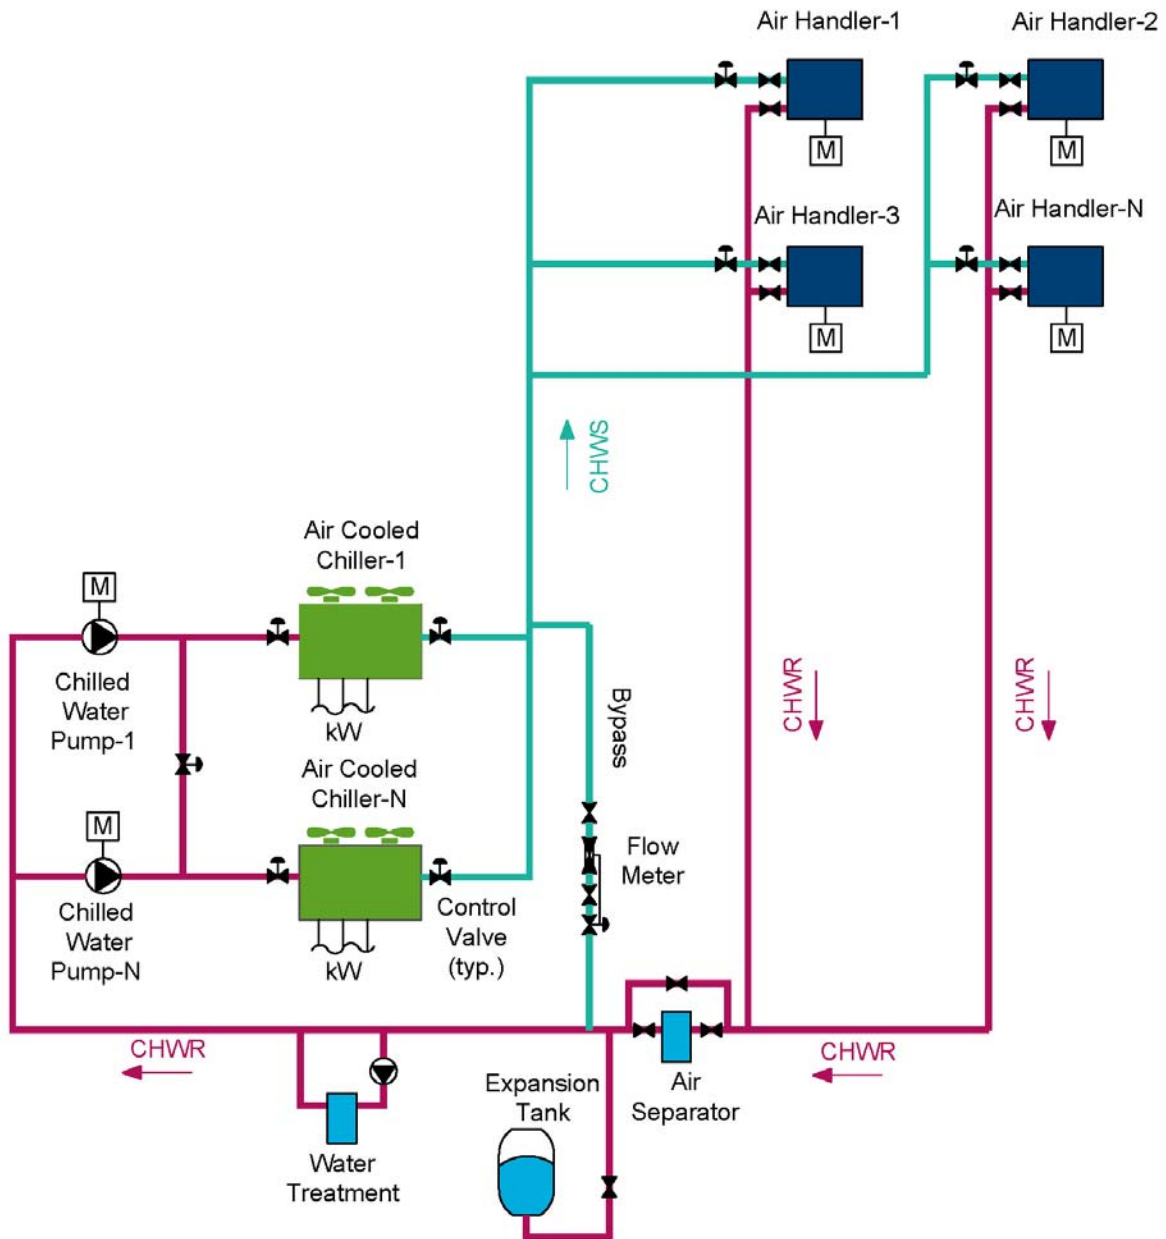 Air Handler-1
Air Handler-2
M
M
Air Handler-3
Air Handler-N
M
M
CHWS
Air Cooled
Chiller-1
M
Chilled
Water
Pump-1
kW
CHWR
CHWR
Bypass
Air Cooled
Chiller-N
M
Flow
Meter
Chilled
Water
Pump-N
kW
Control
Valve
(typ.)
CHWR
CHWR
Expansion
Tank
Air
Separator
Water
Treatment